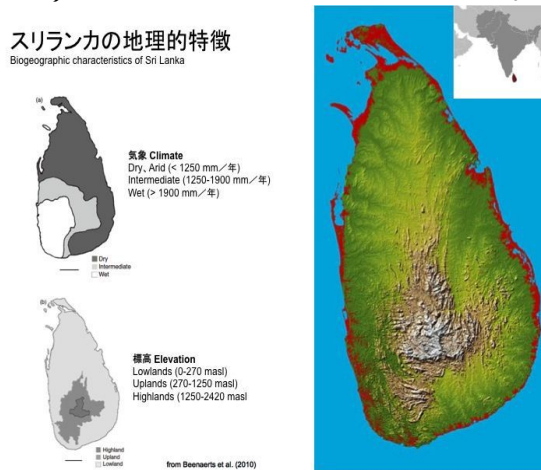 スリランカの地理的特徴
Biogeographic characteristics of Sri Lanka
(a)
気象 Climate
Dry、Arid (< 1250 mm／年)
Intermediate (1250-1900 mm／年)
Wet (> 1900 mm／年)
Dry
Intermediate
Wet
(b)
標高 Elevation
Lowlands (0-270 masl)
Uplands (270-1250 masl)
Highlands (1250-2420 masl
Highland
Upland
Lowland
from Beenaerts et al. (2010)